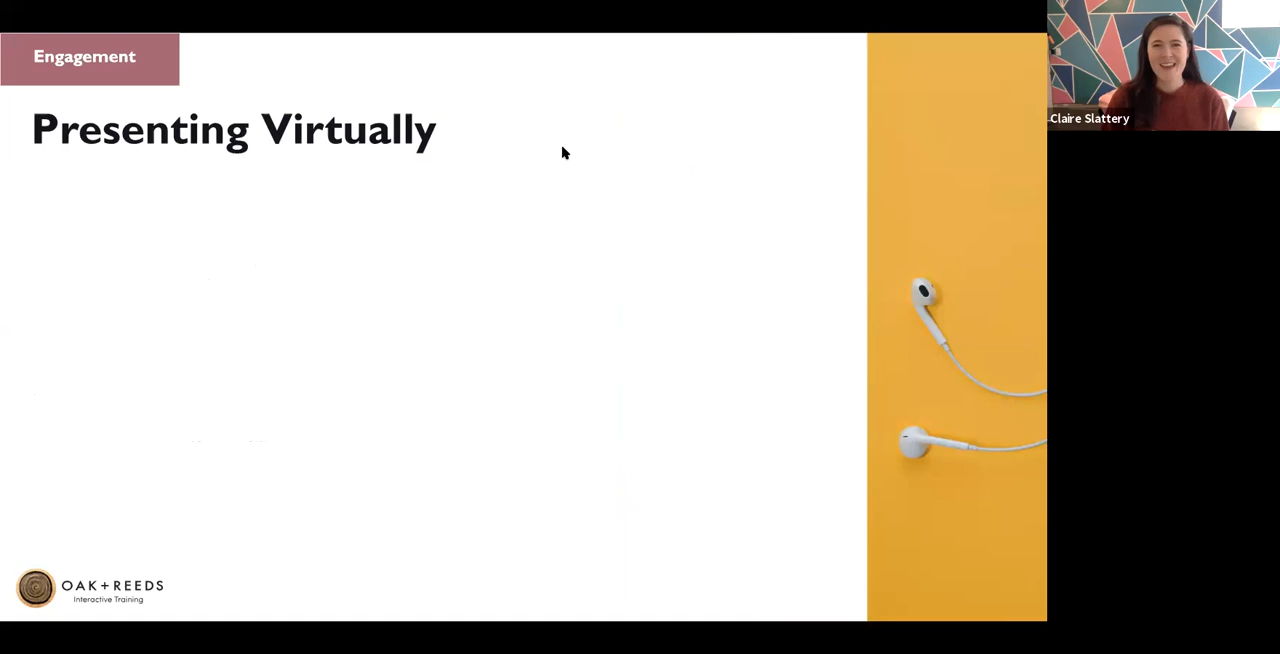 Engagement
Presenting Virtually
Claire Slattery
OAK+REEDS
Interactive Training